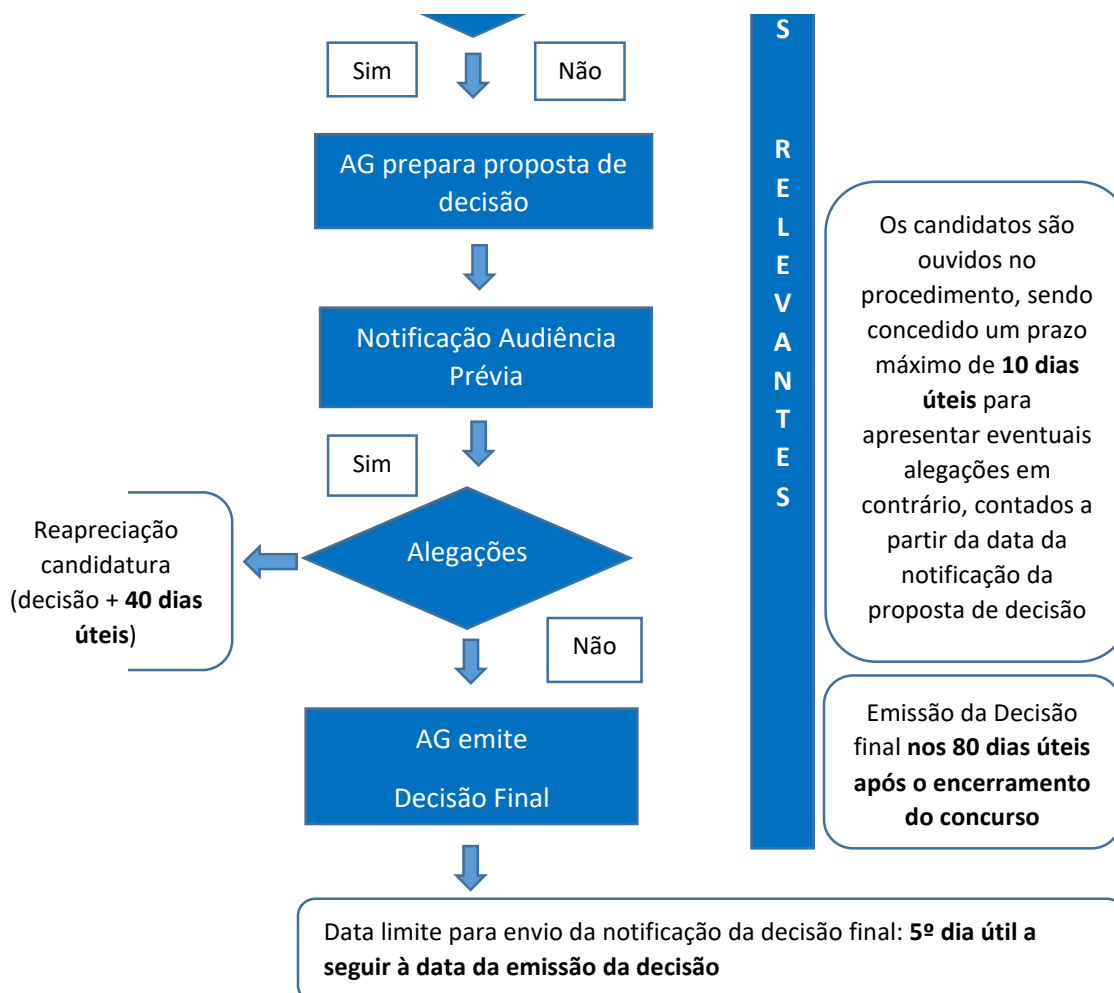 Sim
Não
AG prepara proposta de
decisão
Notificação Audiência
Prévia
Sim
Alegações
Reapreciação
candidatura
(decisão + 40 dias
úteis)
Não
AG emite
Decisão Final
S
R
E
L
E
V
A
N
T
E
S
Os candidatos são
ouvidos no
procedimento, sendo
concedido um prazo
máximo de 10 dias
úteis para
apresentar eventuais
alegações em
contrário, contados a
partir da data da
notificação da
proposta de decisão
Emissão da Decisão
final nos 80 dias úteis
após o encerramento
do concurso
Data limite para envio da notificação da decisão final: 5º dia útil a
seguir à data da emissão da decisão